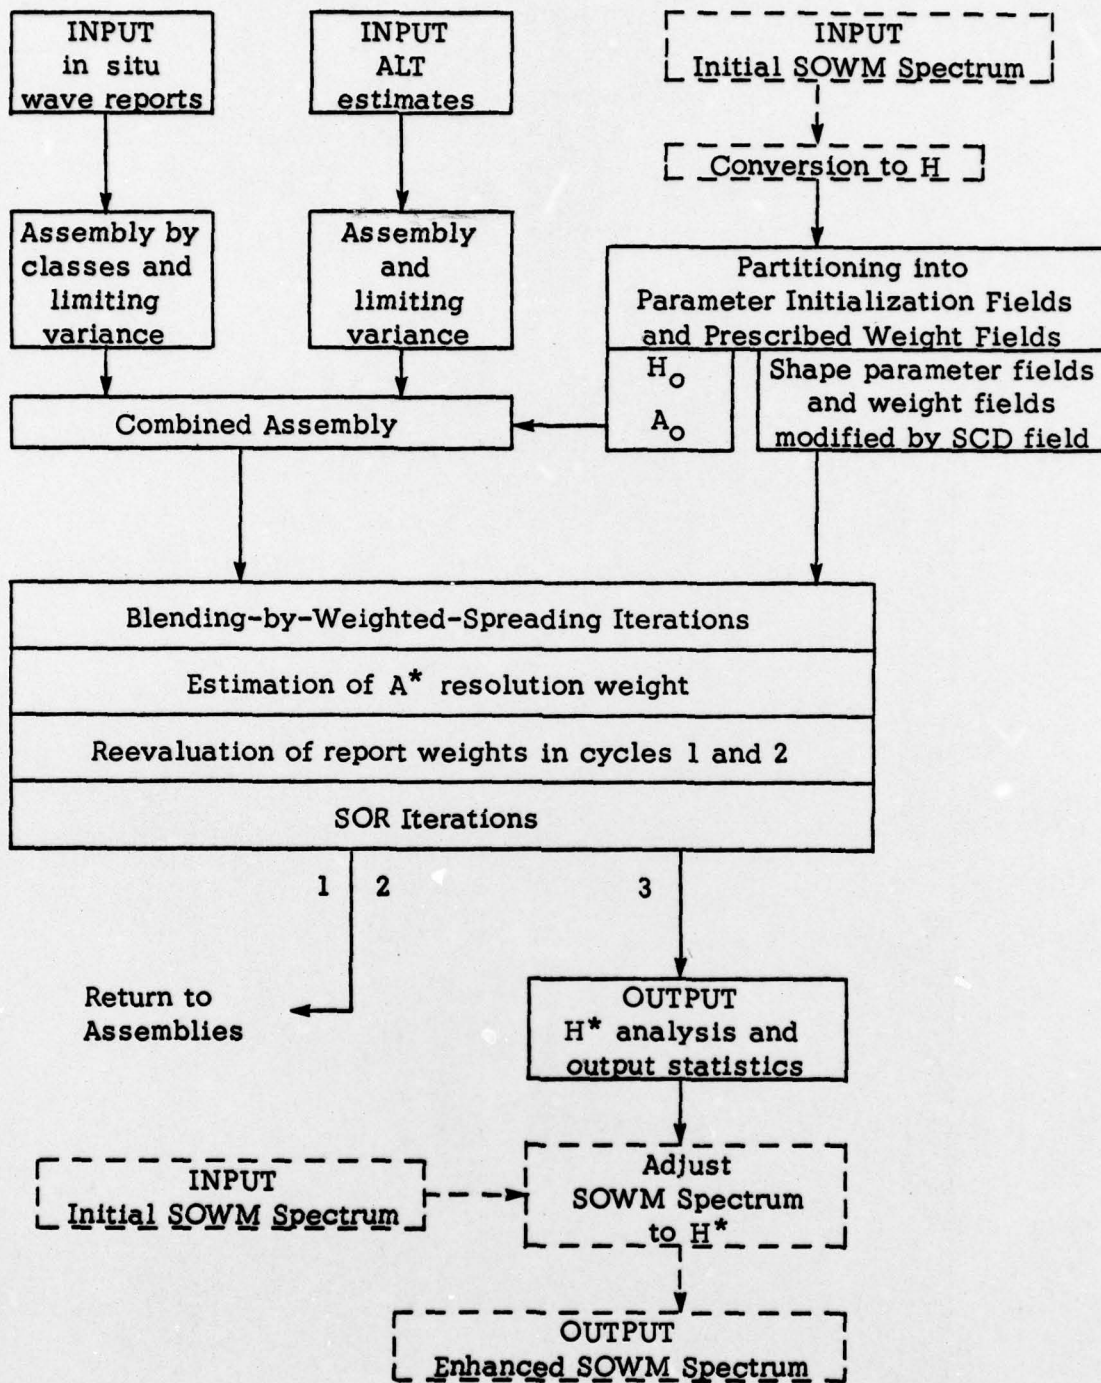 INPUT
in situ
wave reports
INPUT
ALT
estimates
INPUT
Initial SOWM Spectrum
Conversion to H
Assembly by
classes and
limiting
variance
Assembly
and
limiting
variance
Partitioning into
Parameter Initialization Fields
and Prescribed Weight Fields
Ho
Ao
Shape parameter fields
and weight fields
modified by SCD field
Combined Assembly
Blending-by-Weighted-Spreading Iterations
Estimation of A* resolution weight
Reevaluation of report weights in cycles 1 and 2
SOR Iterations
1 2
3
Return to
Assemblies
OUTPUT
H* analysis and
output statistics
INPUT
Initial SOWM Spectrum
Adjust
SOWM Spectrum
to H*
OUTPUT
Enhanced SOWM Spectrum